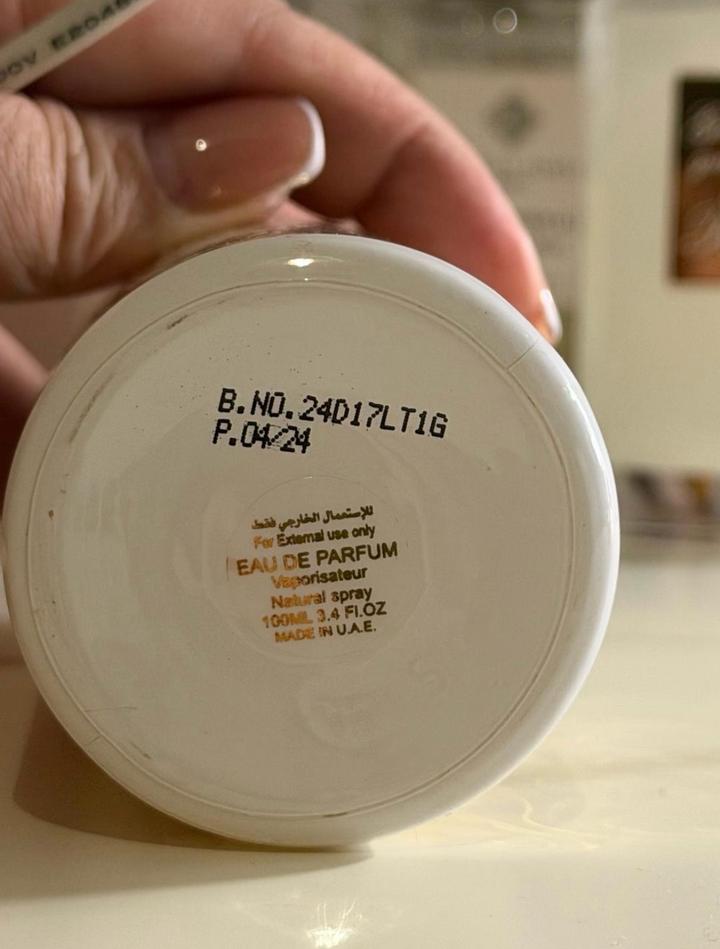 B.NO.24D17LT1G
P.04/24
للإستعمال الخارجي فقط
For External use only
EAU DE PARFUM
Vaporisateur
Natural spray
100ML 3.4 Fl.OZ
MADE IN U.A.E.